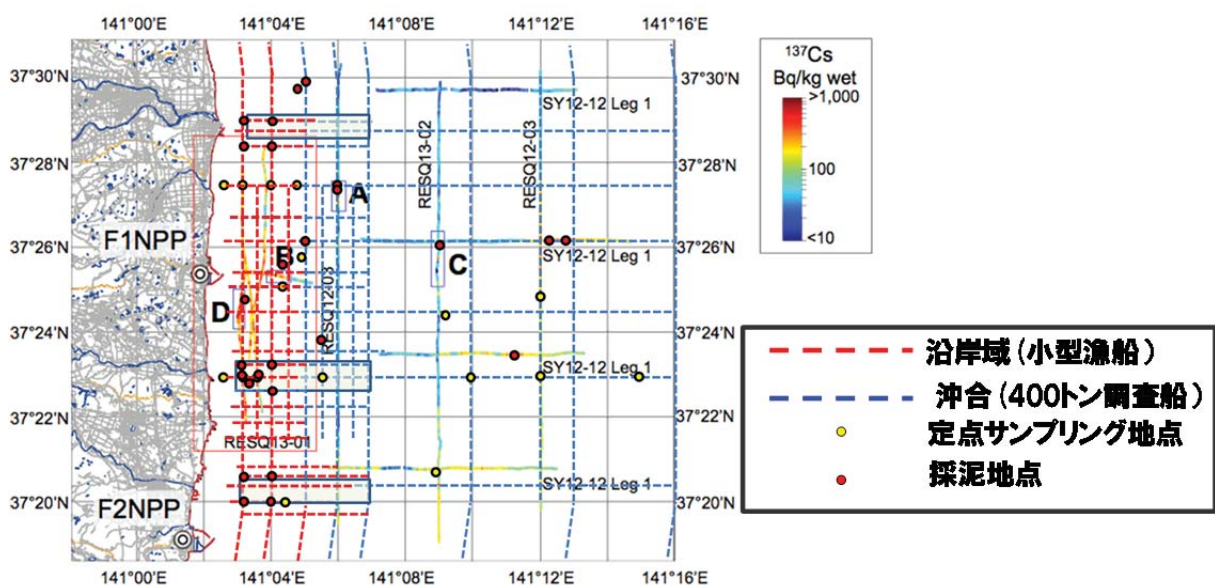 141°00'E 141°04'E 141°08'E 141°12'E 141°16'E
37°30'N 37°30'N
SY12-12 Leg 1
37°28'N 37°28'N
RESQ13-02
RESQ12-03
A
37°26'N 37°26'N
F1NPP
B
C
SY12-12 Leg 1
RESQ12-03
D
37°24'N 37°24'N
SY12-12 Leg 1
37°22'N 37°22'N
RESQ13-01
SY12-12 Leg 1
37°20'N 37°20'N
F2NPP
141°00'E 141°04'E 141°08'E 141°12'E 141°16'E
137Cs
Bq/kg wet
>1,000
100
<10
沿岸域(小型漁船)
沖合(400トン調査船)
定点サンプリング地点
採泥地点